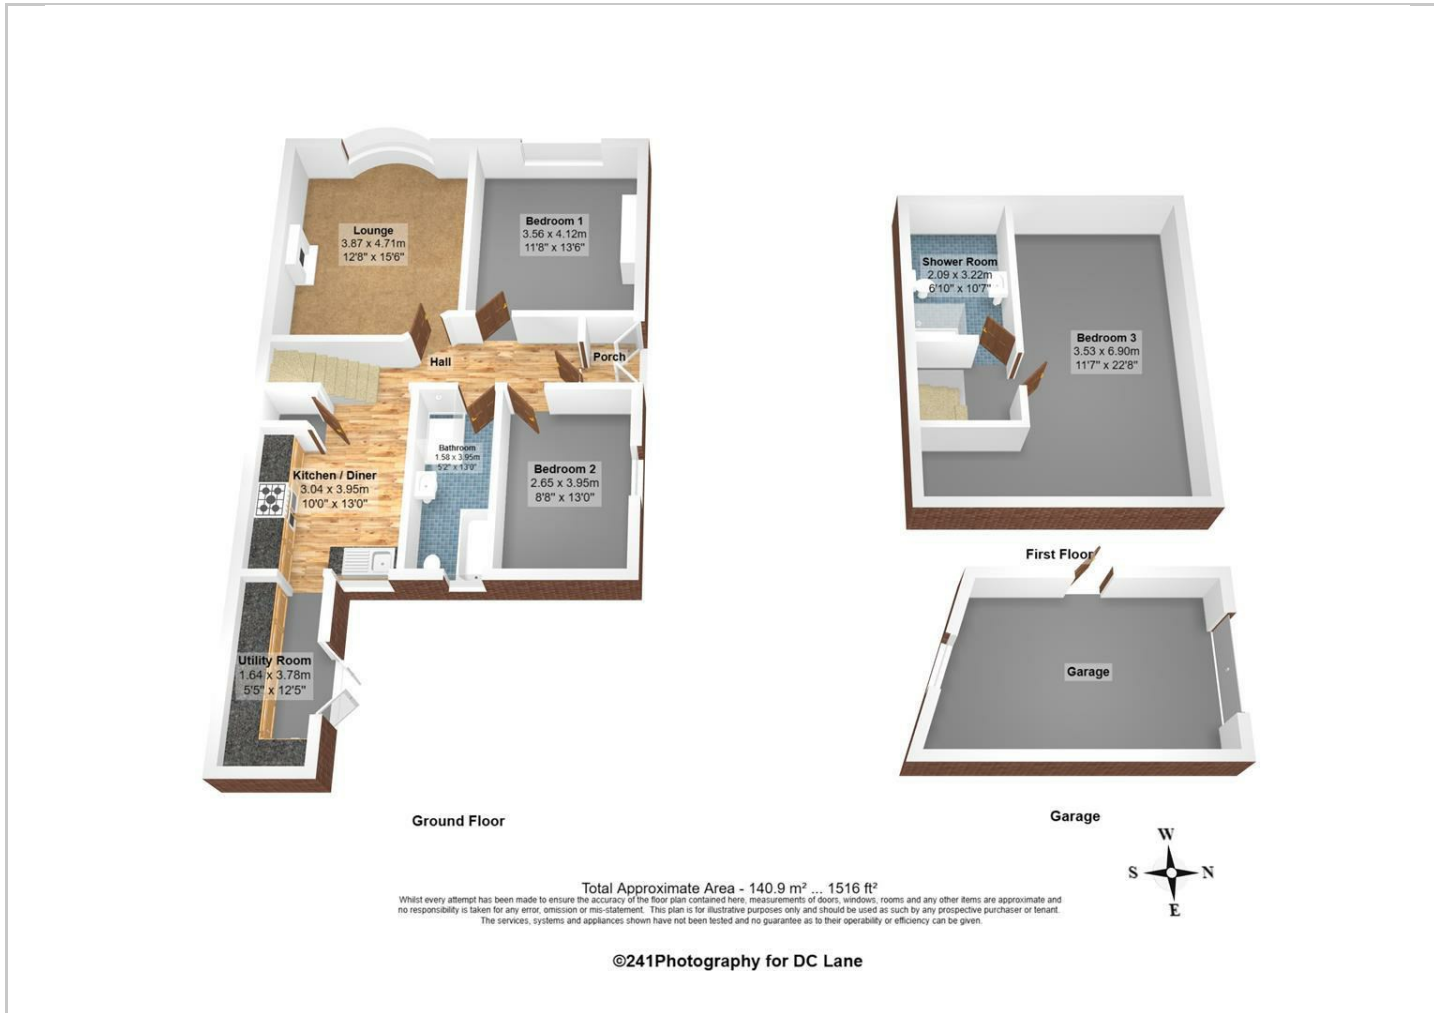 Lounge
3.87 x 4.71m
12'8" x 15'6"
Bedroom 1
3.56 x 4.12m
11'8" x 13'6"
Hall
Porch
Bathroom
1.58 x 3.95m
5'2" x 13'0"
Kitchen / Diner
3.04 x 3.95m
10'0" x 13'0"
Bedroom 2
2.65 x 3.95m
8'8" x 13'0"
Utility Room
1.64 x 3.78m
5'5" x 12'5"
Ground Floor
Shower Room
2.09 x 3.22m
6'10" x 10'7"
Bedroom 3
3.53 x 6.90m
11'7" x 22'8"
First Floor
Garage
Garage
W
S N
E
Total Approximate Area - 140.9 m² ... 1516 ft²
Whilst every attempt has been made to ensure the accuracy of the floor plan contained here, measurements of doors, windows, rooms and any other items are approximate and
no responsibility is taken for any error, omission or mis-statement. This plan is for illustrative purposes only and should be used as such by any prospective purchaser or tenant.
The services, systems and appliances shown have not been tested and no guarantee as to their operability or efficiency can be given.
©241Photography for DC Lane